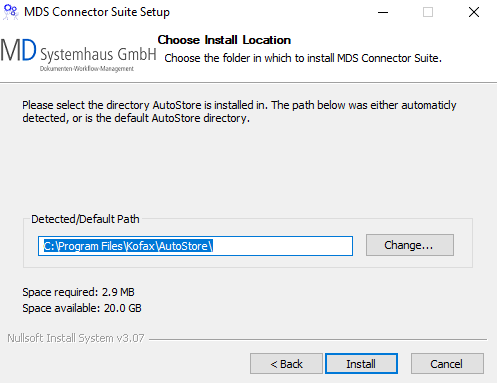 MDS Connector Suite Setup
MD Systemhaus GmbH
Dokumenten-Workflow-Management
Choose Install Location
Choose the folder in which to install MDS Connector Suite.
Please select the directory AutoStore is installed in. The path below was either automaticly
detected, or is the default AutoStore directory.
Detected/Default Path
C:\Program Files\Kofax\AutoStore\
Change...
Space required: 2.9 MB
Space available: 20.0 GB
Nullsoft Install System v3.07
< Back
Install
Cancel